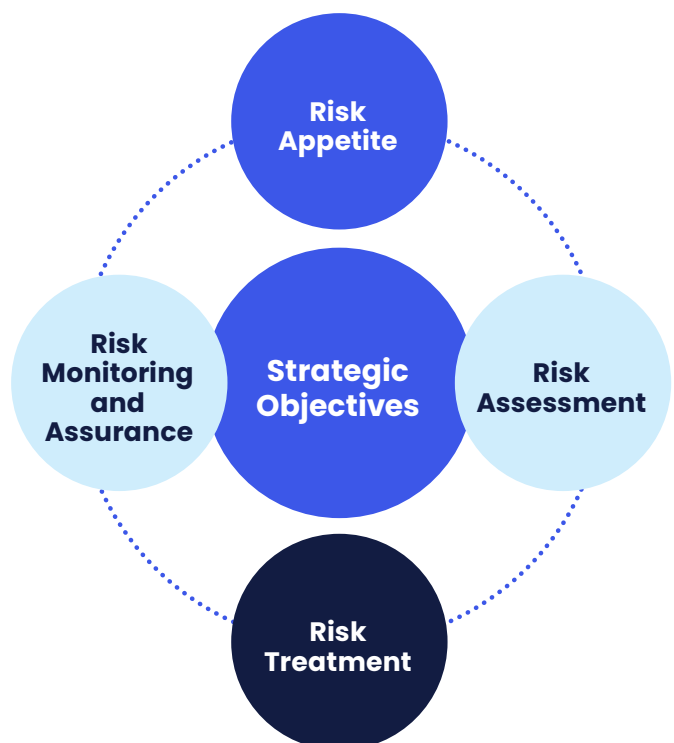 Risk
Appetite
Risk
Monitoring
and
Assurance
Strategic
Objectives
Risk
Assessment
Risk
Treatment